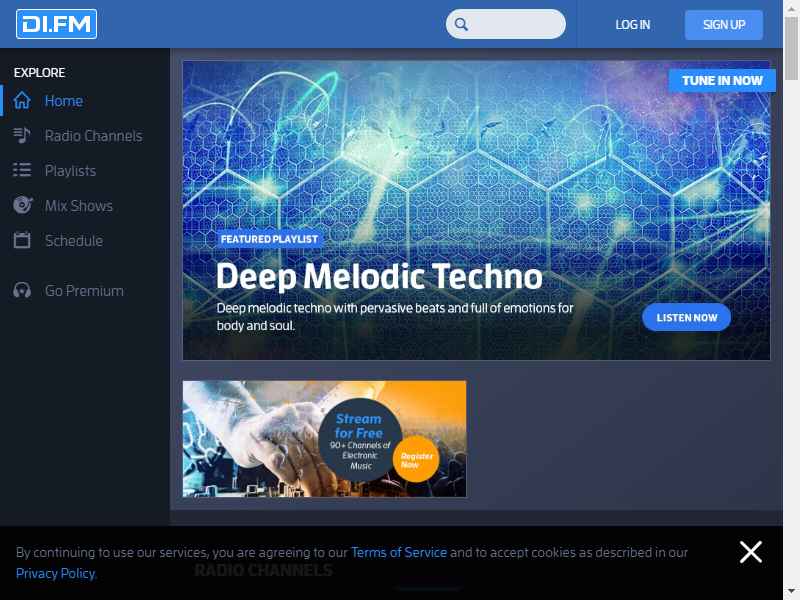 DI.FM
LOG IN
SIGN UP
EXPLORE
Home
Radio Channels
Playlists
Mix Shows
Schedule
Go Premium
TUNE IN NOW
FEATURED PLAYLIST
Deep Melodic Techno
Deep melodic techno with pervasive beats and full of emotions for
body and soul.
LISTEN NOW
Stream
for Free
90+ Channels of
Electronic
Music
Register
Now
By continuing to use our services, you are agreeing to our Terms of Service and to accept cookies as described in our
Privacy Policy.
RADIO CHANNELS